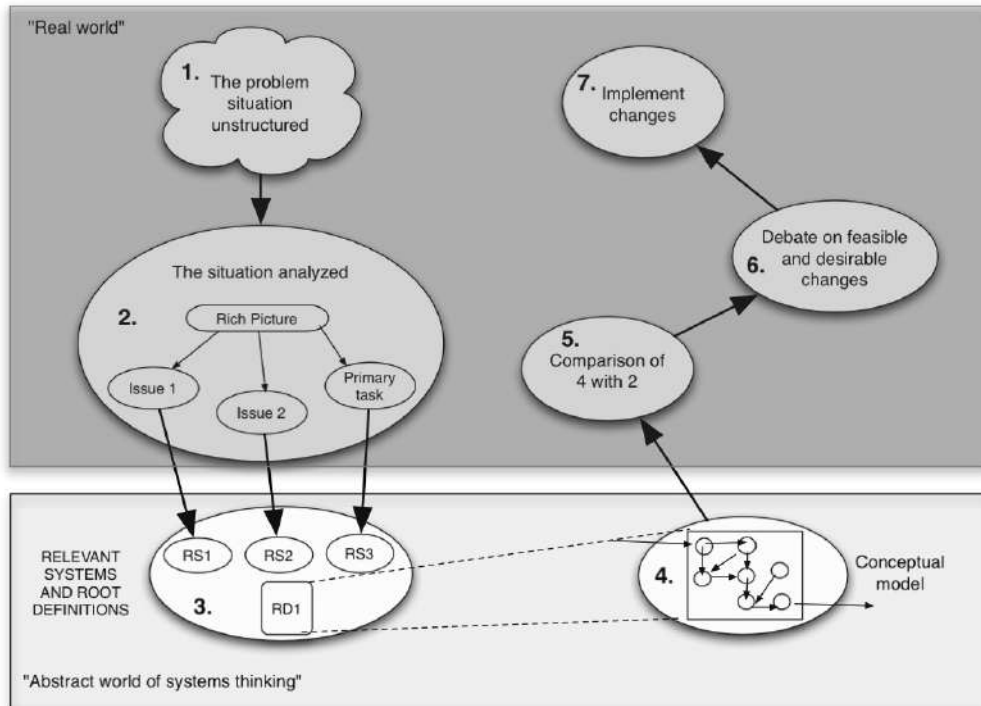 "Real world"
1.
The problem
situation
unstructured
The situation analyzed
2.
Rich Picture
Issue 1
Issue 2
Primary
task
RELEVANT
SYSTEMS
AND ROOT
DEFINITIONS
RS1
RS2
RS3
3.
RD1
4.
Conceptual
model
5.
Comparison of
4 with 2
Debate on feasible
6. and desirable
changes
7.
Implement
changes
"Abstract world of systems thinking"